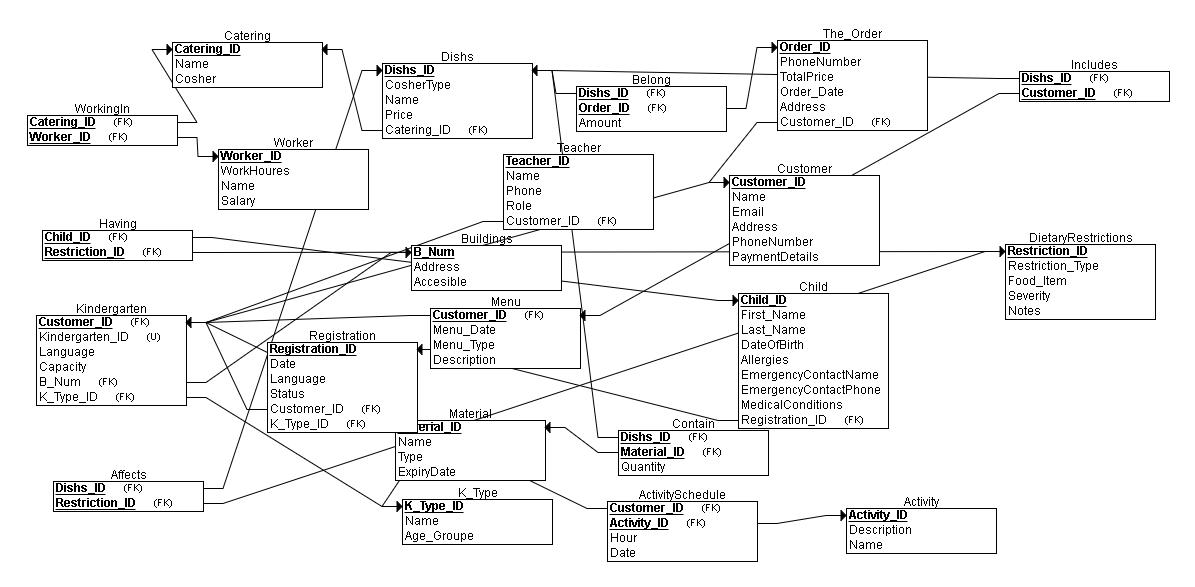 Catering
Catering_ID
Name
Cosher
Dishs
Dishs_ID
CosherType
Name
Price
Catering_ID (FK)
Belong
Dishs_ID (FK)
Order_ID (FK)
Amount
The_Order
Order_ID
PhoneNumber
TotalPrice
Order_Date
Address
Customer_ID (FK)
Includes
Dishs_ID (FK)
Customer_ID (FK)
WorkingIn
Catering_ID (FK)
Worker_ID (FK)
Worker
Worker_ID
WorkHoures
Name
Salary
Teacher
Teacher_ID
Name
Phone
Role
Customer_ID (FK)
Customer
Customer_ID
Name
Email
Address
PhoneNumber
PaymentDetails
Having
Child_ID (FK)
Restriction_ID (FK)
Buildings
B_Num
Address
Accesible
DietaryRestrictions
Restriction_ID
Restriction_Type
Food_Item
Severity
Notes
Kindergarten
Customer_ID (FK)
Kindergarten_ID (U)
Language
Capacity
B_Num (FK)
K_Type_ID (FK)
Registration
Registration_ID
Date
Language
Status
Customer_ID (FK)
K_Type_ID (FK)
Menu
Customer_ID (FK)
Menu_Date
Menu_Type
Description
Child
Child_ID
First_Name
Last_Name
DateOfBirth
Allergies
EmergencyContactName
EmergencyContactPhone
MedicalConditions
Registration_ID (FK)
Material
erial_ID
Name
Type
ExpiryDate
Contain
Dishs_ID (FK)
Material_ID (FK)
Quantity
Affects
Dishs_ID (FK)
Restriction_ID (FK)
K_Type
K_Type_ID
Name
Age_Groupe
ActivitySchedule
Customer_ID (FK)
Activity_ID (FK)
Hour
Date
Activity
Activity_ID
Description
Name